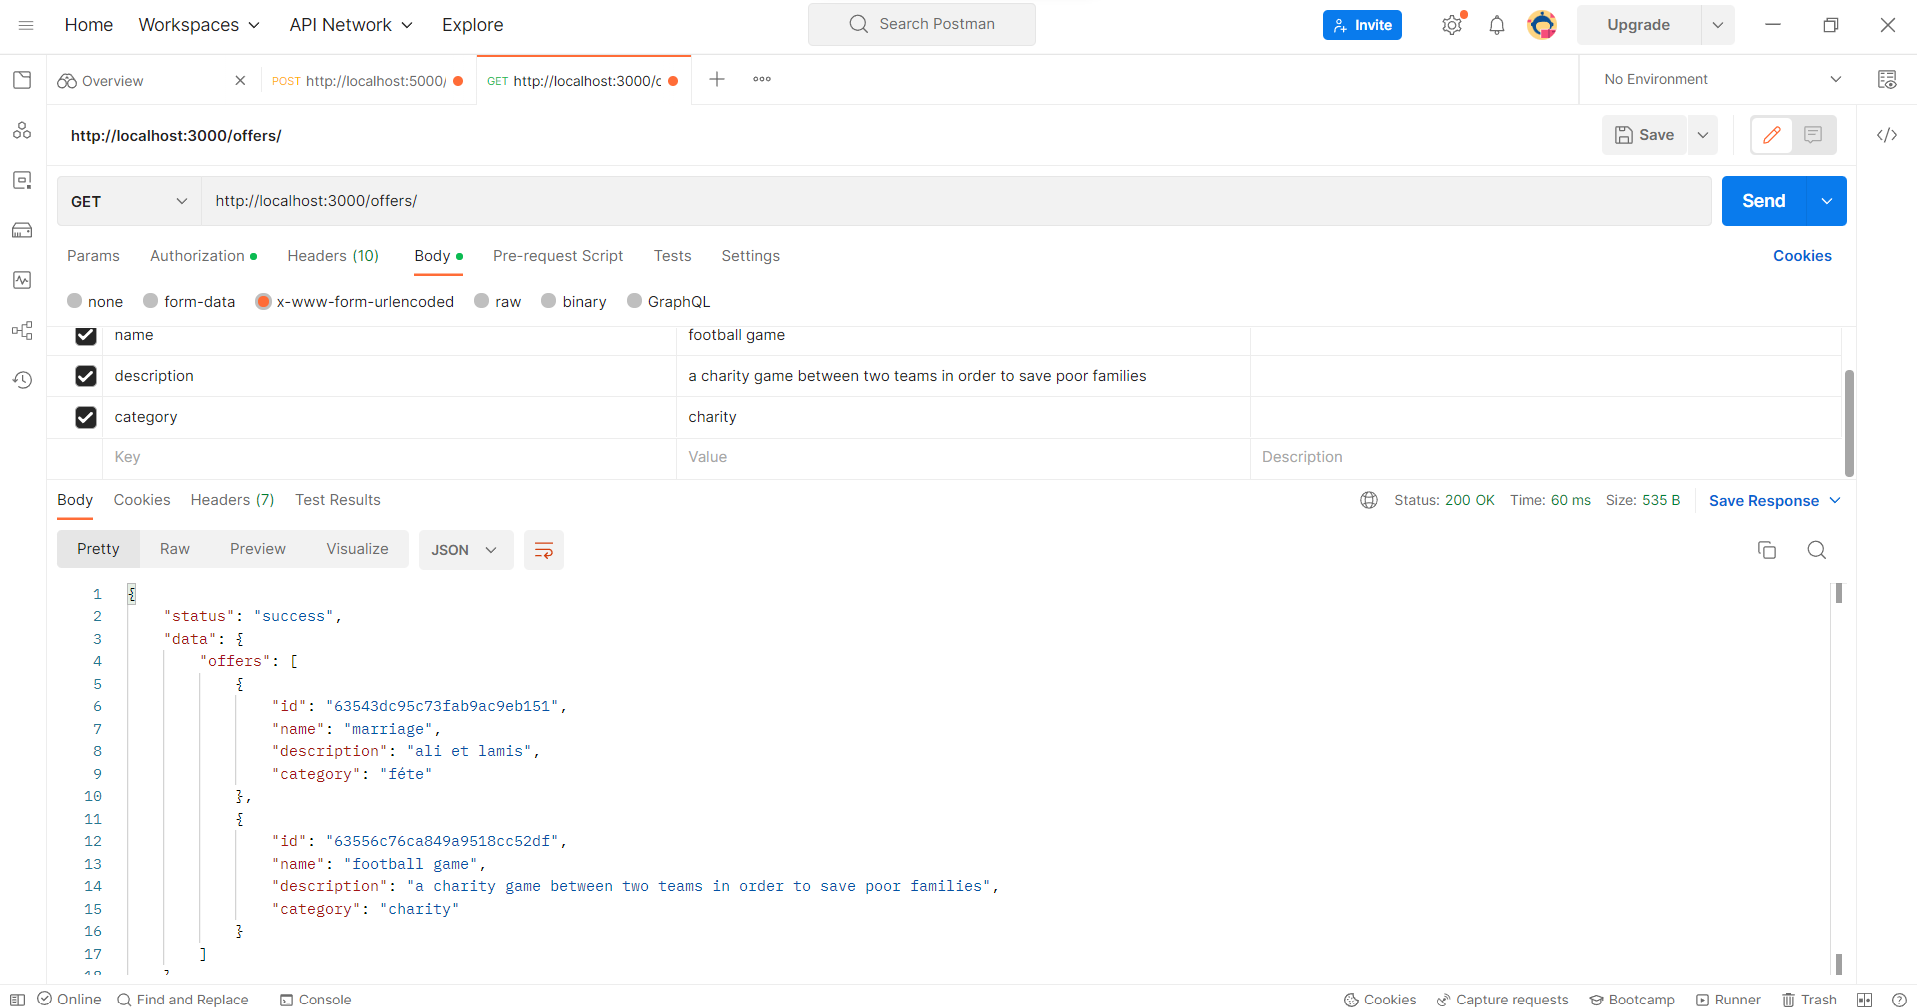 Home Workspaces API Network Explore Search Postman Invite Upgrade
Overview POST http://localhost:5000/ GET http://localhost:3000/c No Environment
http://localhost:3000/offers/ Save
GET http://localhost:3000/offers/ Send
Params Authorization Headers (10) Body Pre-request Script Tests Settings Cookies
none form-data x-www-form-urlencoded raw binary GraphQL
name football game
description a charity game between two teams in order to save poor families
category charity
Key Value Description
Body Cookies Headers (7) Test Results Status: 200 OK Time: 60 ms Size: 535 B Save Response
Pretty Raw Preview Visualize JSON
1 {
2 "status": "success",
3 "data": {
4 "offers": [
5 {
6 "id": "63543dc95c73fab9ac9eb151",
7 "name": "marriage",
8 "description": "ali et lamis",
9 "category": "féte"
10 },
11 {
12 "id": "63556c76ca849a9518cc52df",
13 "name": "football game",
14 "description": "a charity game between two teams in order to save poor families",
15 "category": "charity"
16 }
17 ]
18 }
Online Find and Replace Console Cookies Capture requests Bootcamp Runner Trash